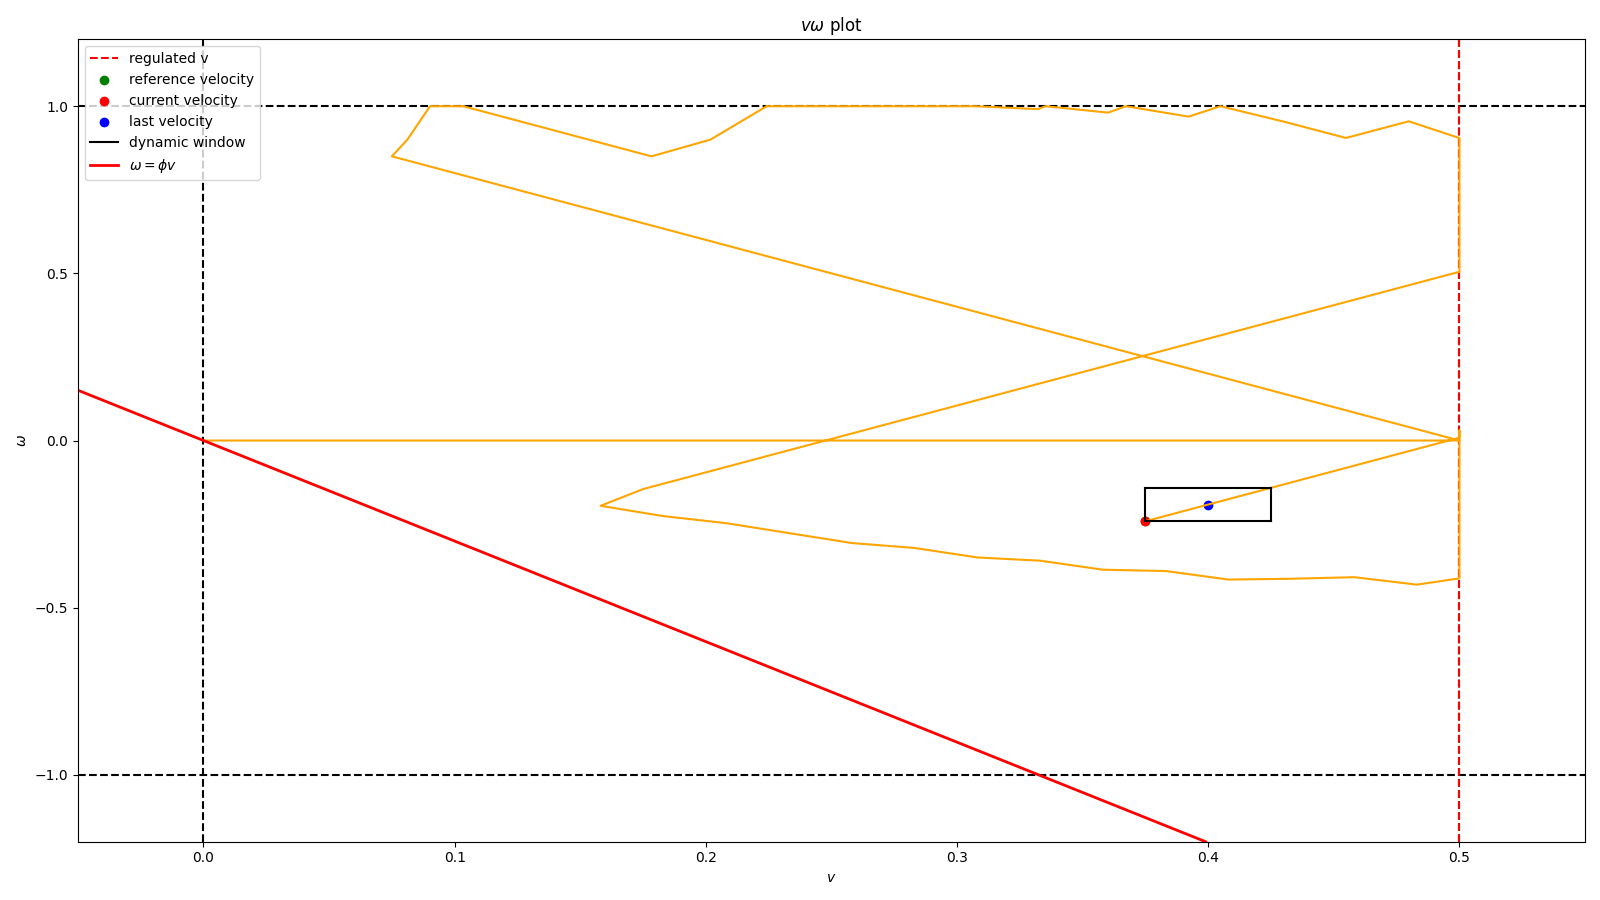 vω plot
regulated v
reference velocity
current velocity
last velocity
dynamic window
ω = ϕv
1.0
0.5
0.0
−0.5
−1.0
ω
0.0 0.1 0.2 0.3 0.4 0.5
v